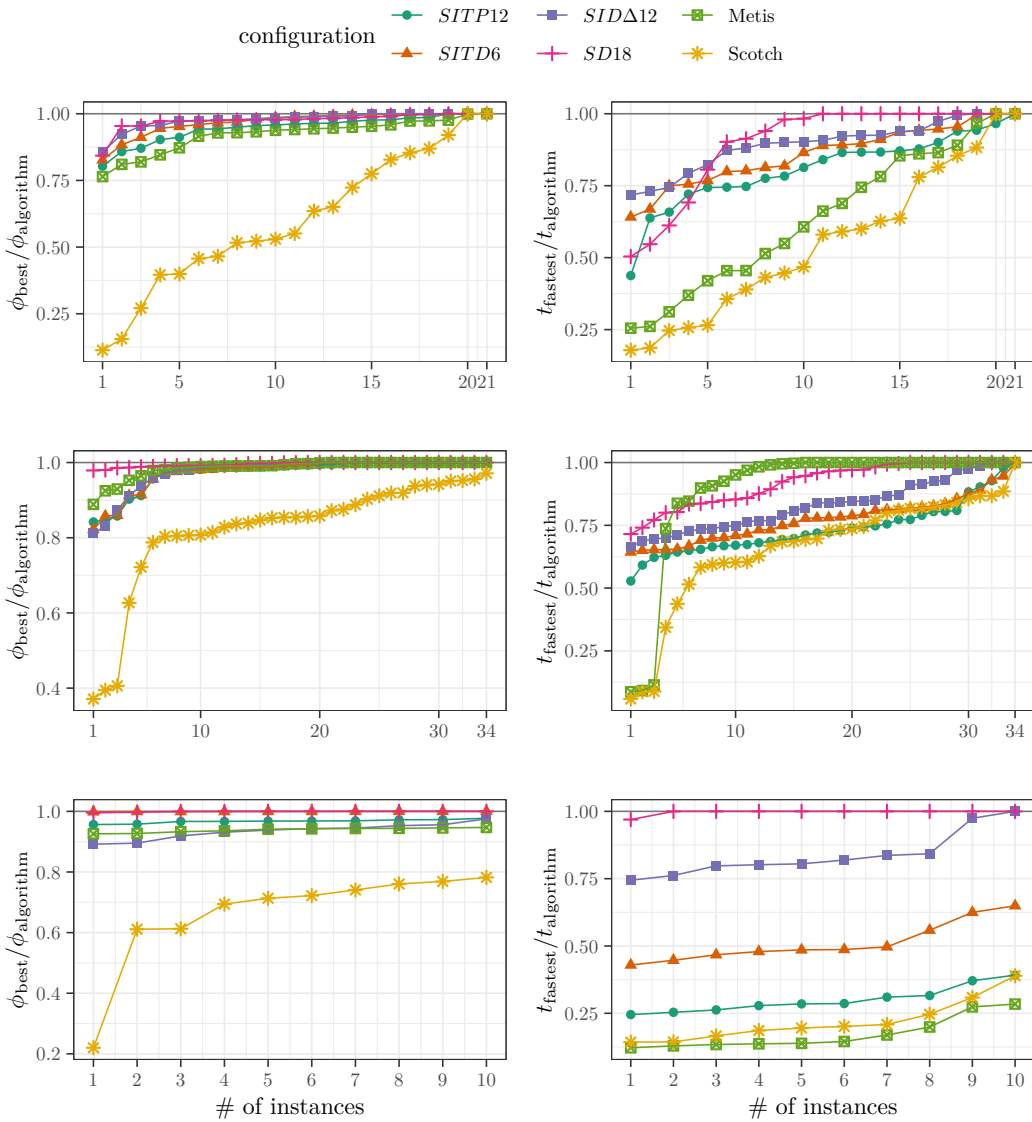 configuration
SITP12 SIDΔ12 Metis
SITD6 SD18 Scotch
ϕbest/ϕalgorithm
1.00
0.75
0.50
0.25
1 5 10 15 2021
tfastest/talgorithm
1.00
0.75
0.50
0.25
1 5 10 15 2021
ϕbest/ϕalgorithm
1.0
0.8
0.6
0.4
1 10 20 30 34
tfastest/talgorithm
1.00
0.75
0.50
0.25
1 10 20 30 34
ϕbest/ϕalgorithm
1.0
0.8
0.6
0.4
0.2
1 2 3 4 5 6 7 8 9 10
# of instances
tfastest/talgorithm
1.00
0.75
0.50
0.25
1 2 3 4 5 6 7 8 9 10
# of instances